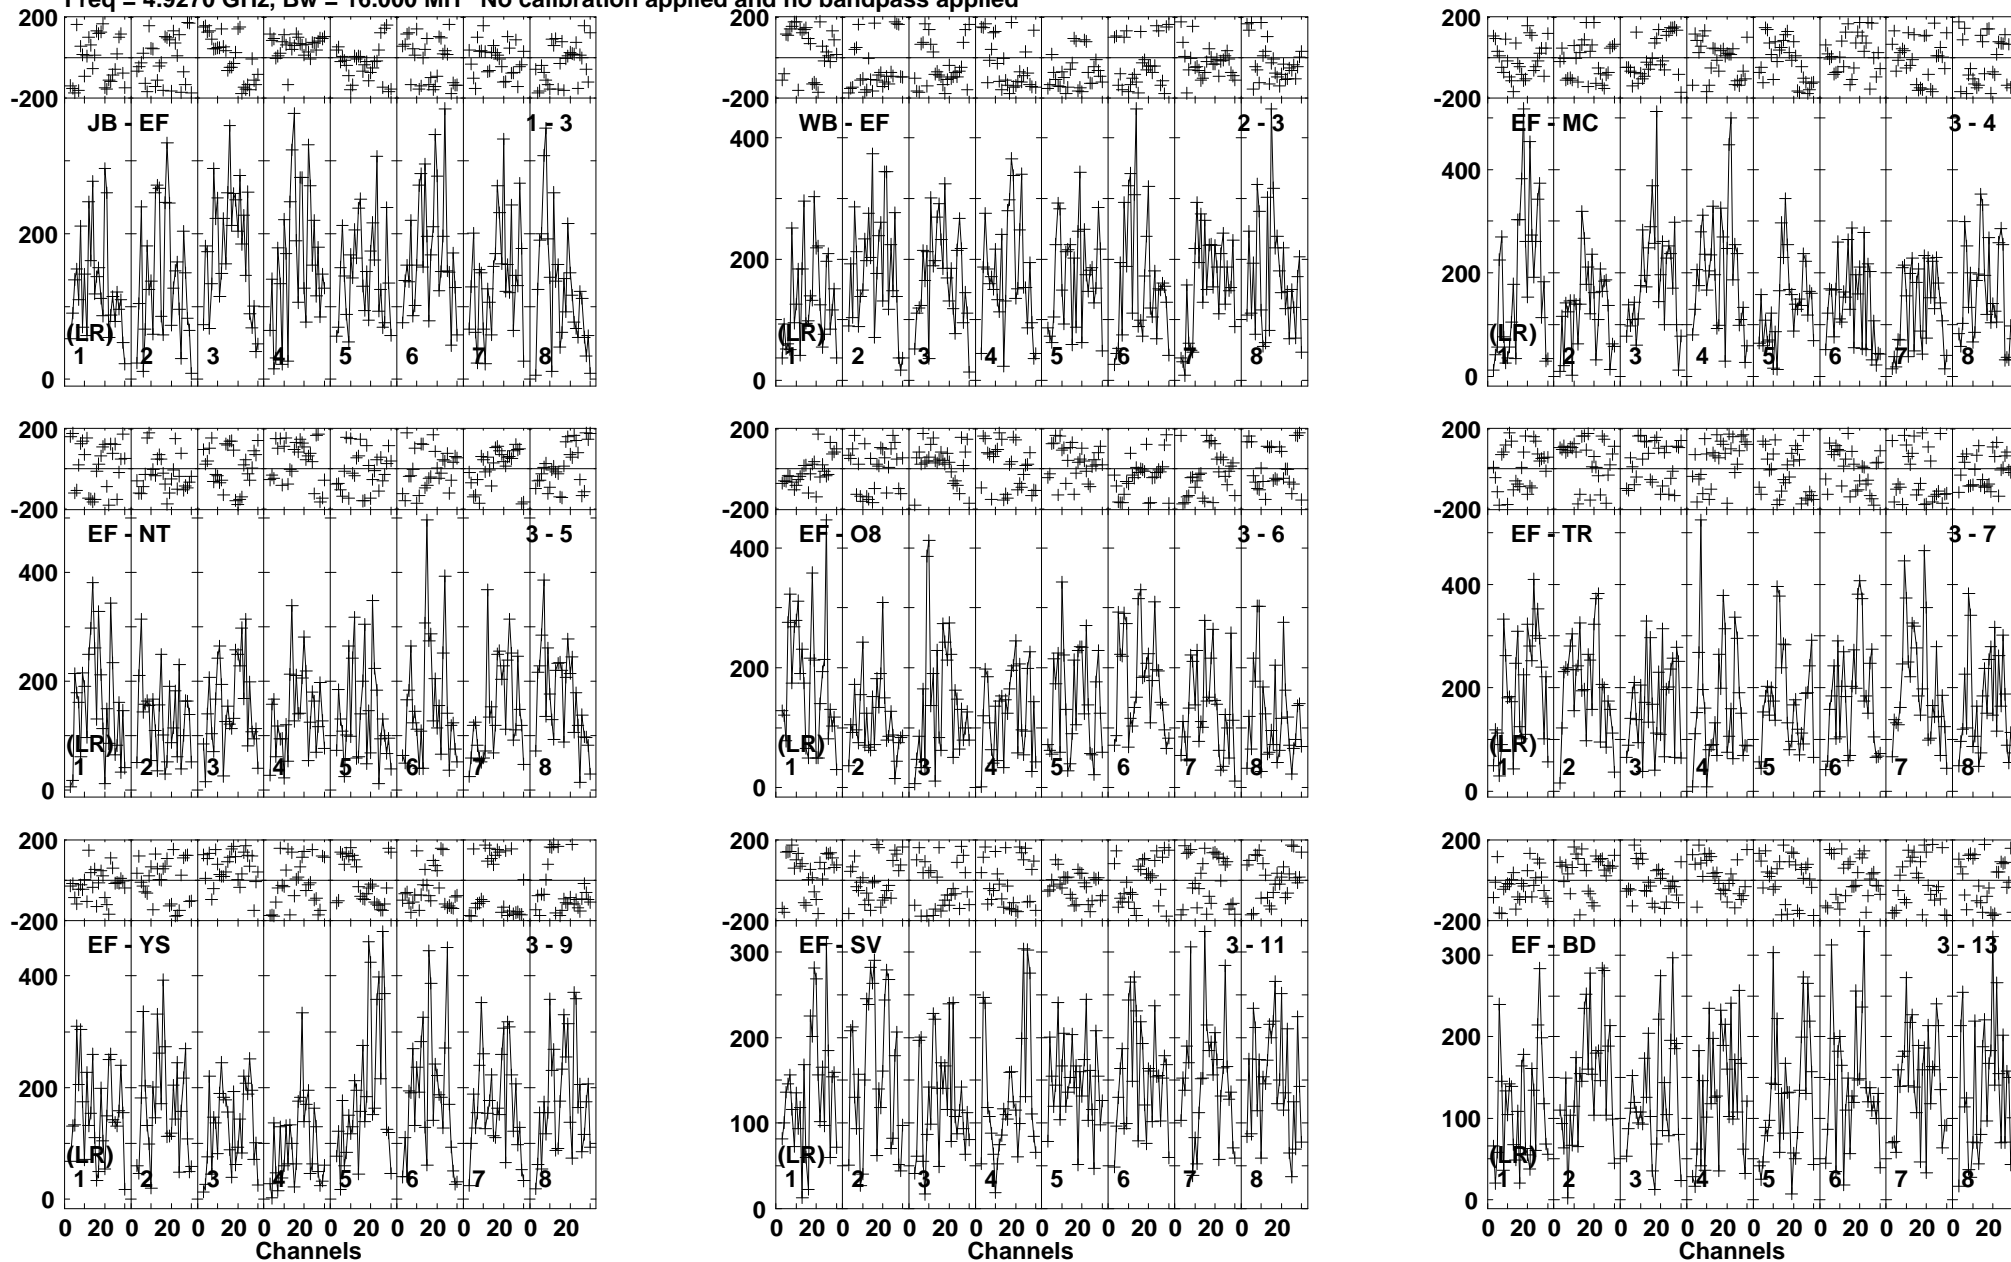 Freq = 4.9270 GHz, Bw = 16.000 MH No calibration applied and no bandpass applied
200 200 200
-200 -200 -200
JB - EF 1 - 3 WB - EF 2 - 3 EF - MC 3 - 4
400 400
200 200 200
(LR) (LR) (LR)
1 2 3 4 5 6 7 8 1 2 3 4 5 6 7 8 1 2 3 4 5 6 7 8
0 0 0
200 200 200
-200 -200 -200
EF - NT 3 - 5 EF - O8 3 - 6 EF - TR 3 - 7
400 400 400
200 200 200
(LR) (LR) (LR)
1 2 3 4 5 6 7 8 1 2 3 4 5 6 7 8 1 2 3 4 5 6 7 8
0 0 0
200 200 200
-200 -200 -200
EF - YS 3 - 9 EF - SV 3 - 11 EF - BD 3 - 13
400 300 300
200 200 200
100 100
(LR) (LR) (LR)
1 2 3 4 5 6 7 8 1 2 3 4 5 6 7 8 1 2 3 4 5 6 7 8
0 0 0
0 20 0 20 0 20 0 20 0 20 0 20 0 20 0 20 0 20 0 20 0 20 0 20 0 20 0 20 0 20 0 20 0 20 0 20 0 20 0 20 0 20 0 20 0 20 0 20
Channels Channels Channels